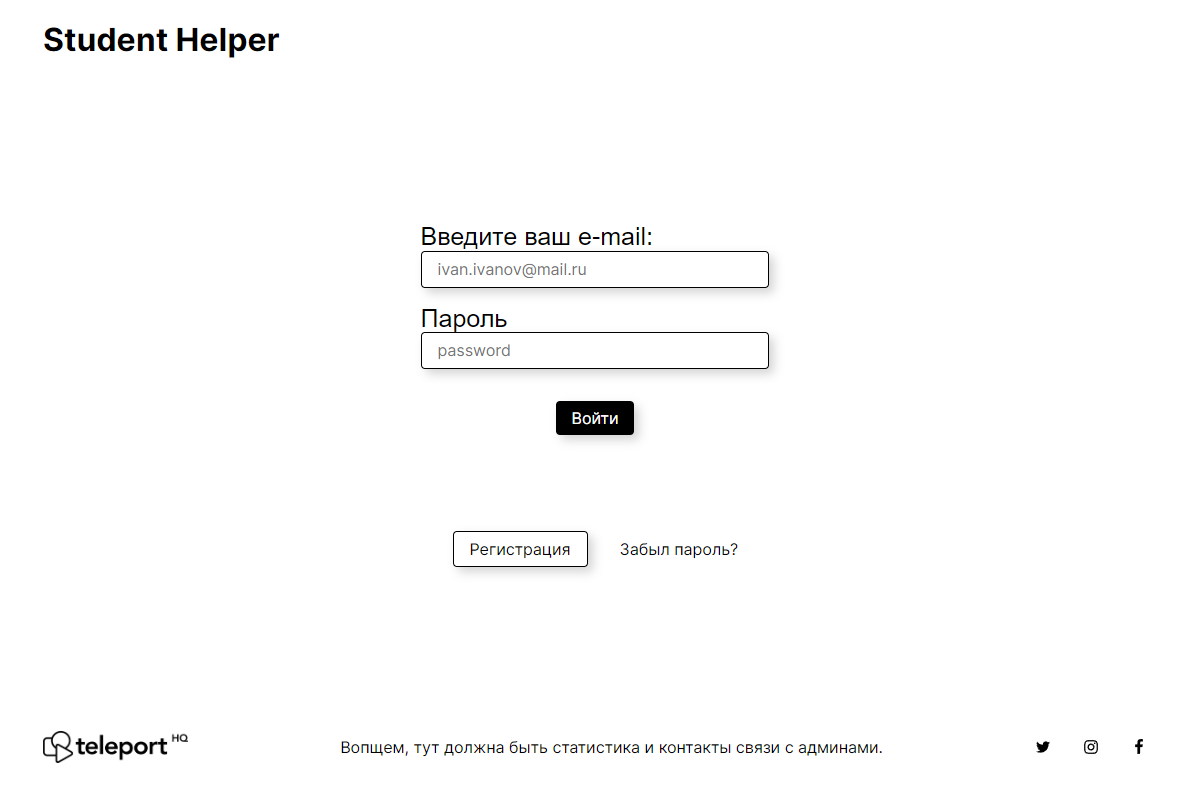 Student Helper
Введите ваш e-mail:
ivan.ivanov@mail.ru
Пароль
password
Войти
Регистрация
Забыл пароль?
teleport HQ
Вопщем, тут должна быть статистика и контакты связи с админами.